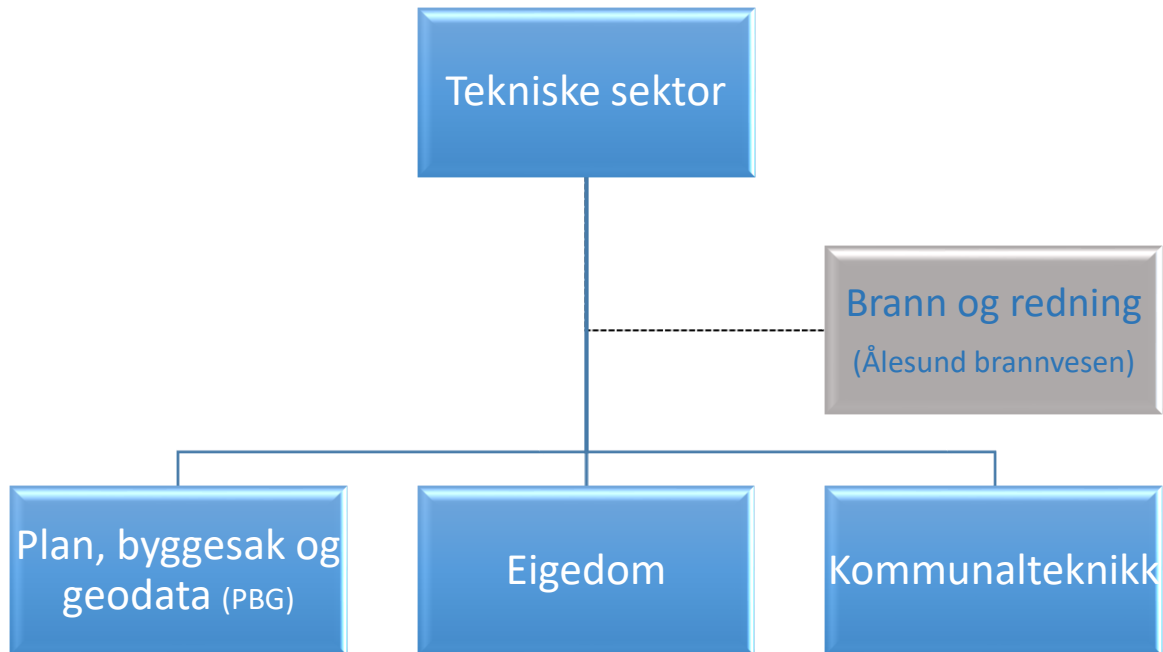 Tekniske sektor
Brann og redning
(Ålesund brannvesen)
Plan, byggesak og
geodata (PBG)
Eigedom
Kommunalteknikk